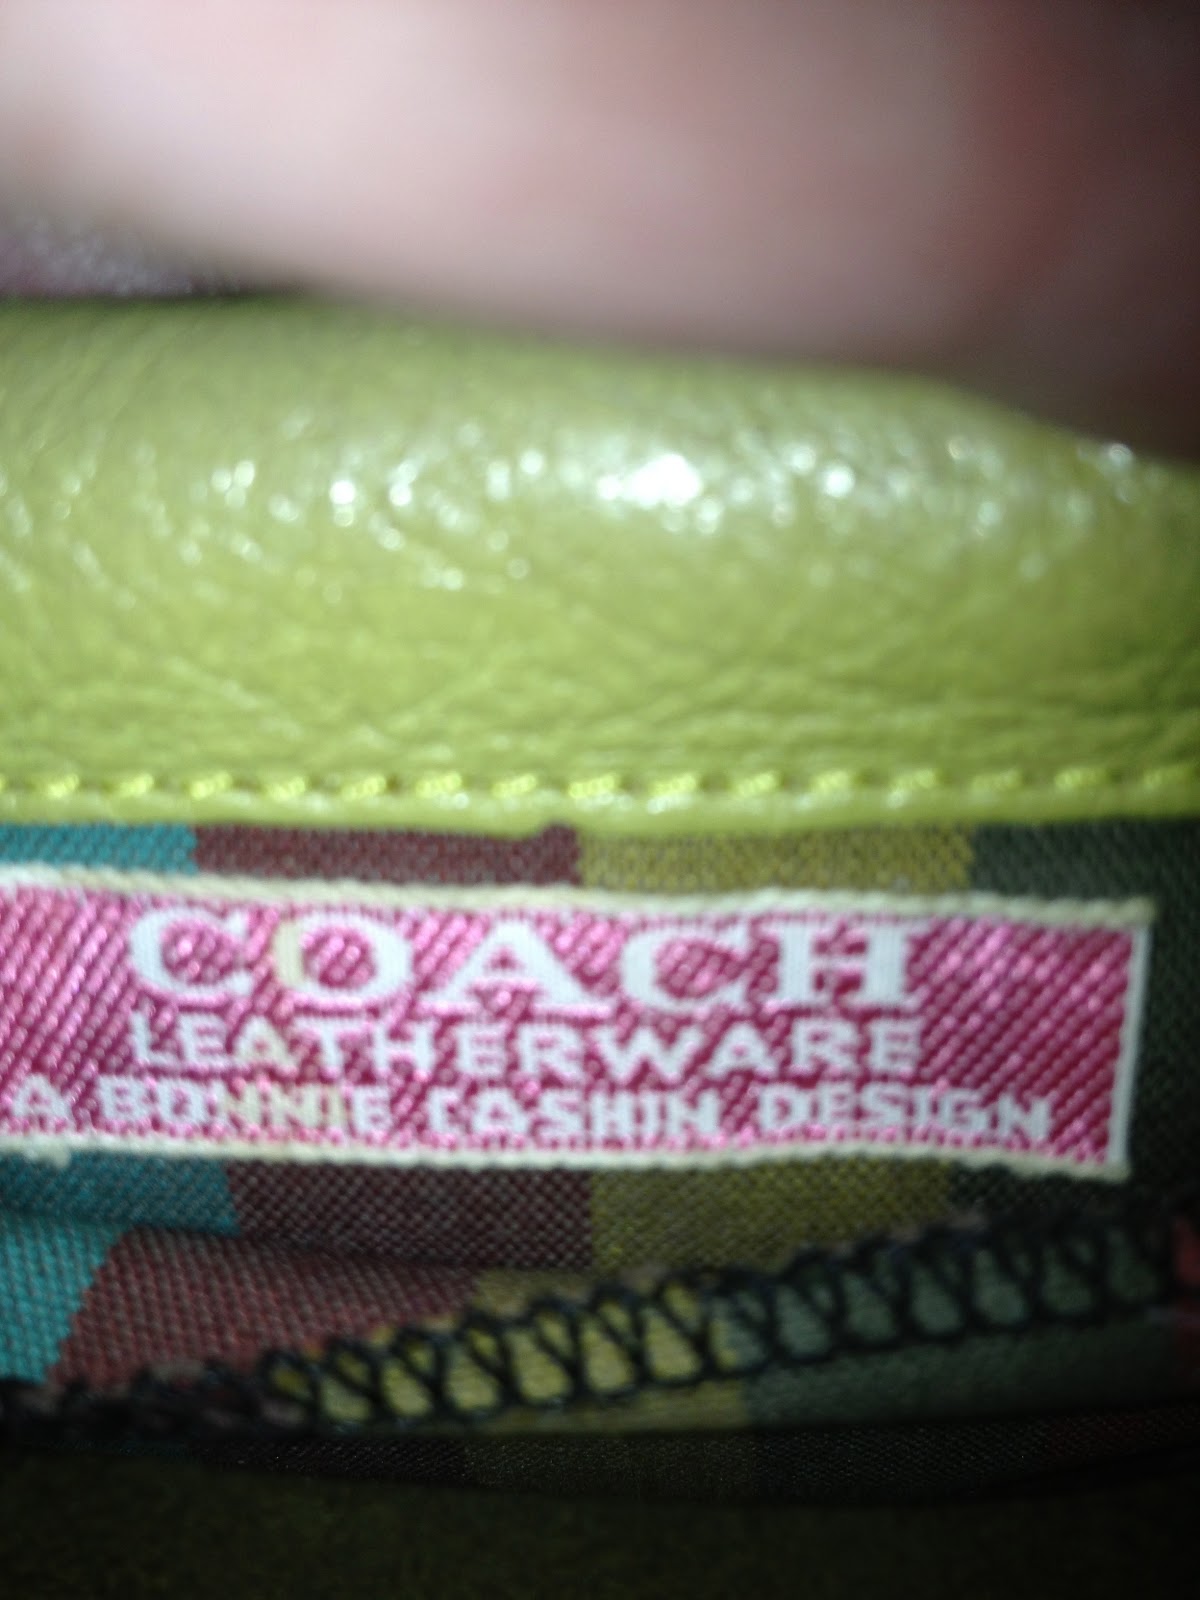 COACH
LEATHERWARE
A BONNIE CASHIN DESIGN